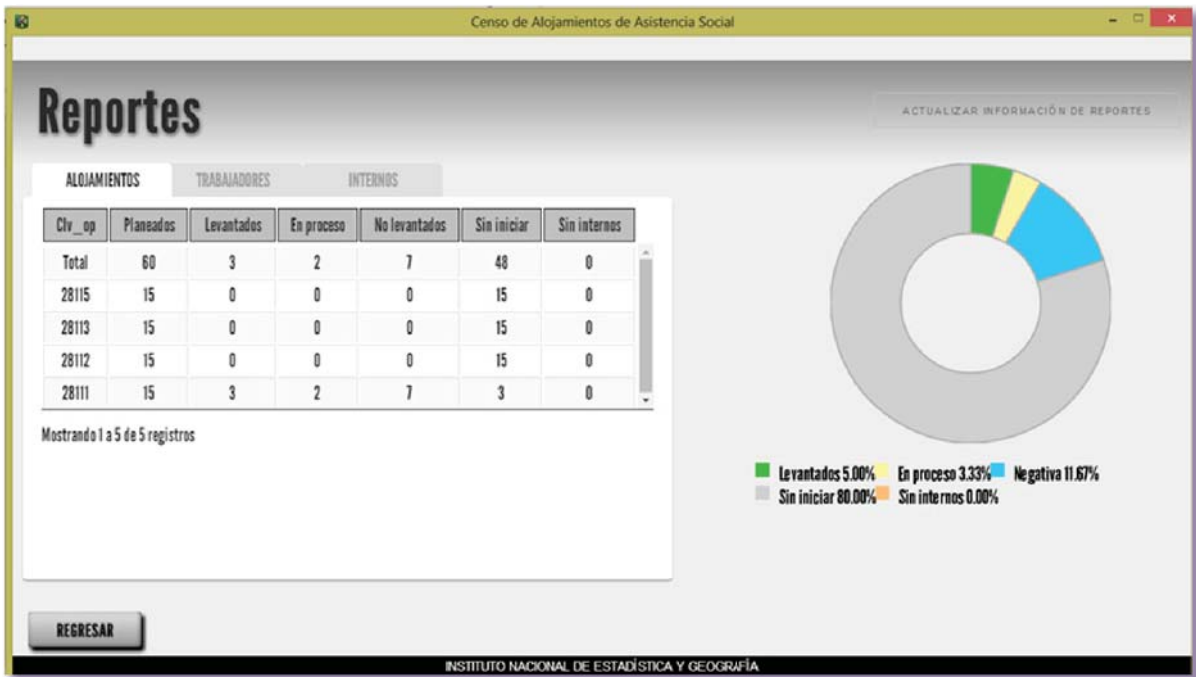 Censo de Alojamientos de Asistencia Social
Reportes
ACTUALIZAR INFORMACIÓN DE REPORTES
ALOJAMIENTOS TRABAJADORES INTERNOS
Clv_op Planeados Levantados En proceso No levantados Sin iniciar Sin internos
Total 60 3 2 7 48 0
28115 15 0 0 0 15 0
28113 15 0 0 0 15 0
28112 15 0 0 0 15 0
28111 15 3 2 7 3 0
Mostrando 1 a 5 de 5 registros
Levantados 5.00% En proceso 3.33% Negativa 11.67%
Sin iniciar 80.00% Sin internos 0.00%
REGRESAR
INSTITUTO NACIONAL DE ESTADÍSTICA Y GEOGRAFÍA